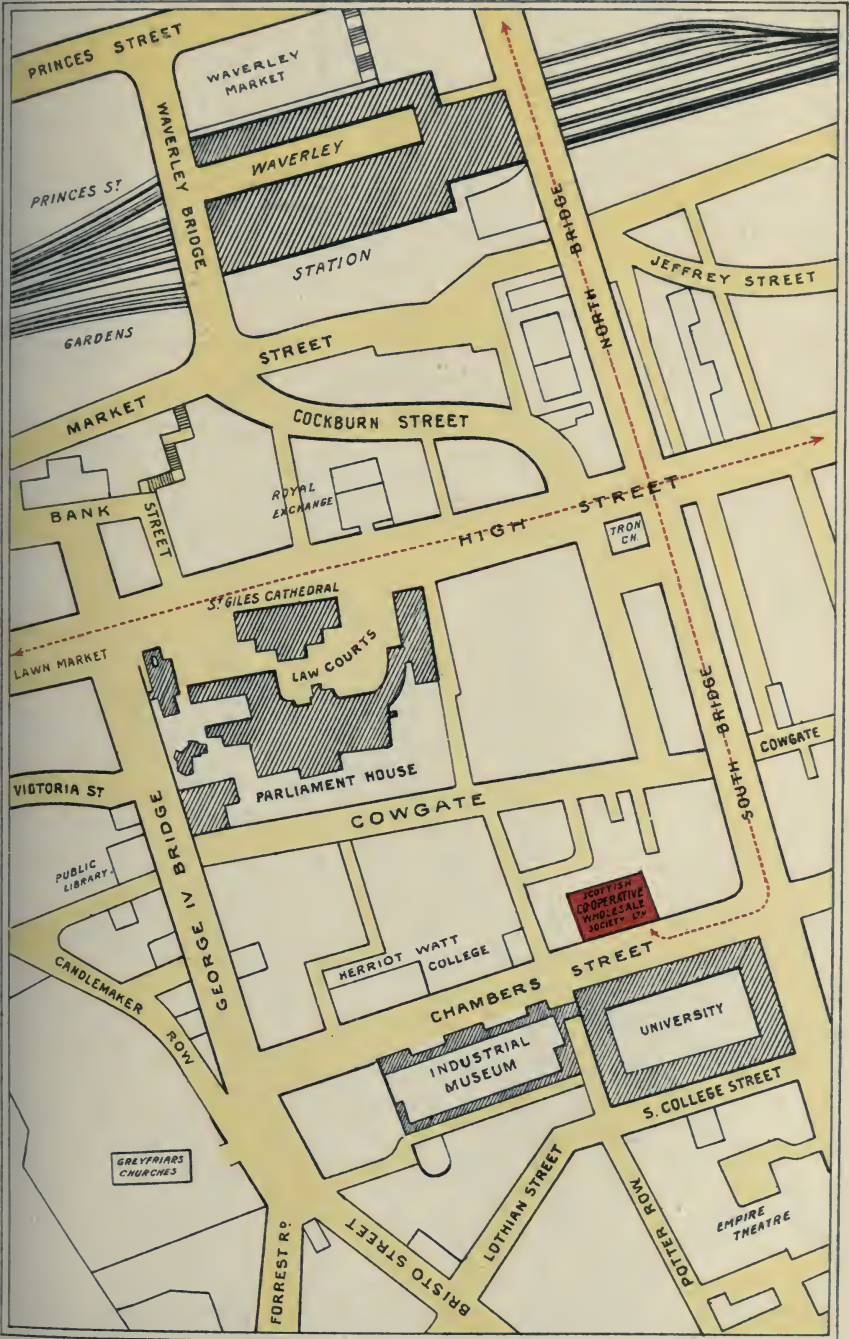 PRINCES STREET
WAVERLEY
MARKET
WAVERLEY BRIDGE
WAVERLEY
STATION
PRINCES ST
GARDENS
NORTH BRIDGE
JEFFREY STREET
MARKET STREET
COCKBURN STREET
BANK STREET
ROYAL
EXCHANGE
HIGH STREET
TRON
CH.
ST GILES CATHEDRAL
LAW COURTS
LAWN MARKET
PARLIAMENT HOUSE
SOUTH BRIDGE
COWGATE
VICTORIA ST
COWGATE
GEORGE IV BRIDGE
PUBLIC
LIBRARY.
SCOTTISH
CO-OPERATIVE
WHOLESALE
SOCIETY LTD
CANDLEMAKER ROW
HERRIOT WATT
COLLEGE
CHAMBERS STREET
UNIVERSITY
INDUSTRIAL
MUSEUM
S. COLLEGE STREET
GREYFRIARS
CHURCHES
LOTHIAN STREET
POTTER ROW
EMPIRE
THEATRE
FORREST RD
BRISTO STREET